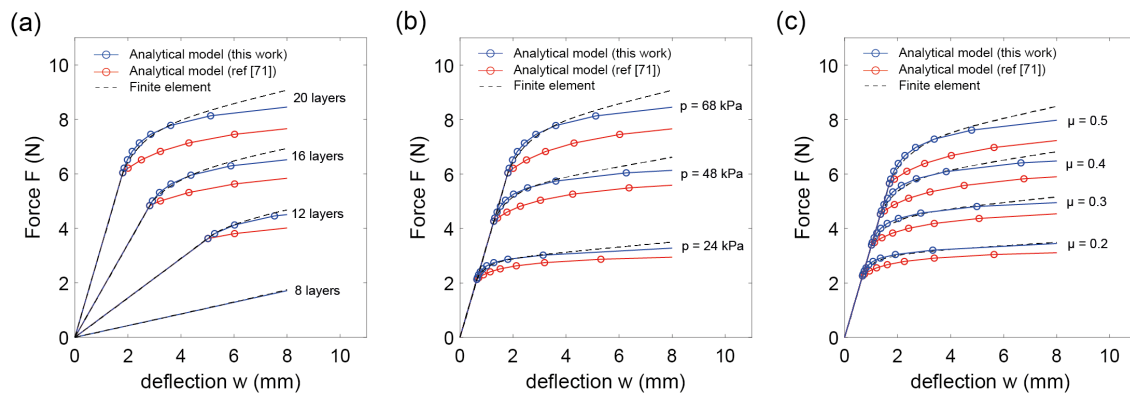 (a)
Analytical model (this work)
Analytical model (ref [71])
Finite element
20 layers
16 layers
12 layers
8 layers
Force F (N)
10
8
6
4
2
0
0 2 4 6 8 10
deflection w (mm)
(b)
Analytical model (this work)
Analytical model (ref [71])
Finite element
p = 68 kPa
p = 48 kPa
p = 24 kPa
Force F (N)
10
8
6
4
2
0
0 2 4 6 8 10
deflection w (mm)
(c)
Analytical model (this work)
Analytical model (ref [71])
Finite element
μ = 0.5
μ = 0.4
μ = 0.3
μ = 0.2
Force F (N)
10
8
6
4
2
0
0 2 4 6 8 10
deflection w (mm)